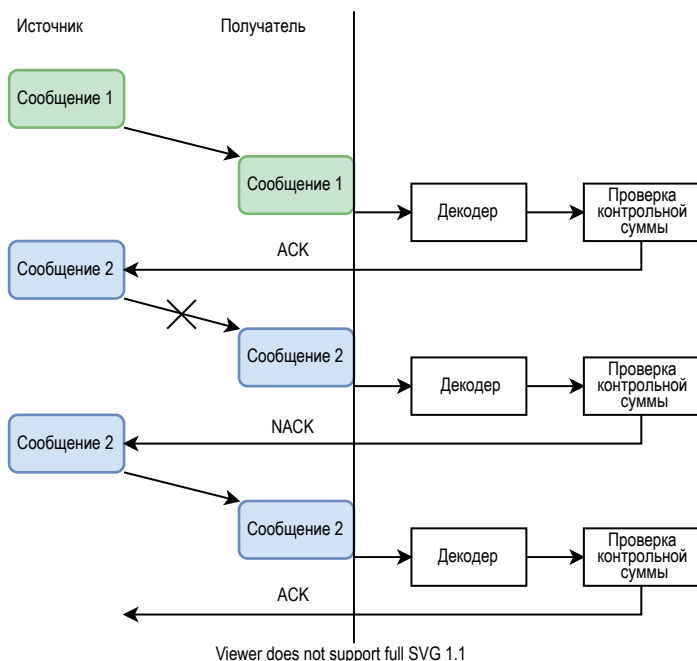 Источник
Получатель
Сообщение 1
Сообщение 1
Декодер
Проверка
контрольной
суммы
ACK
Сообщение 2
Сообщение 2
Декодер
Проверка
контрольной
суммы
NACK
Сообщение 2
Сообщение 2
Декодер
Проверка
контрольной
суммы
ACK
Viewer does not support full SVG 1.1